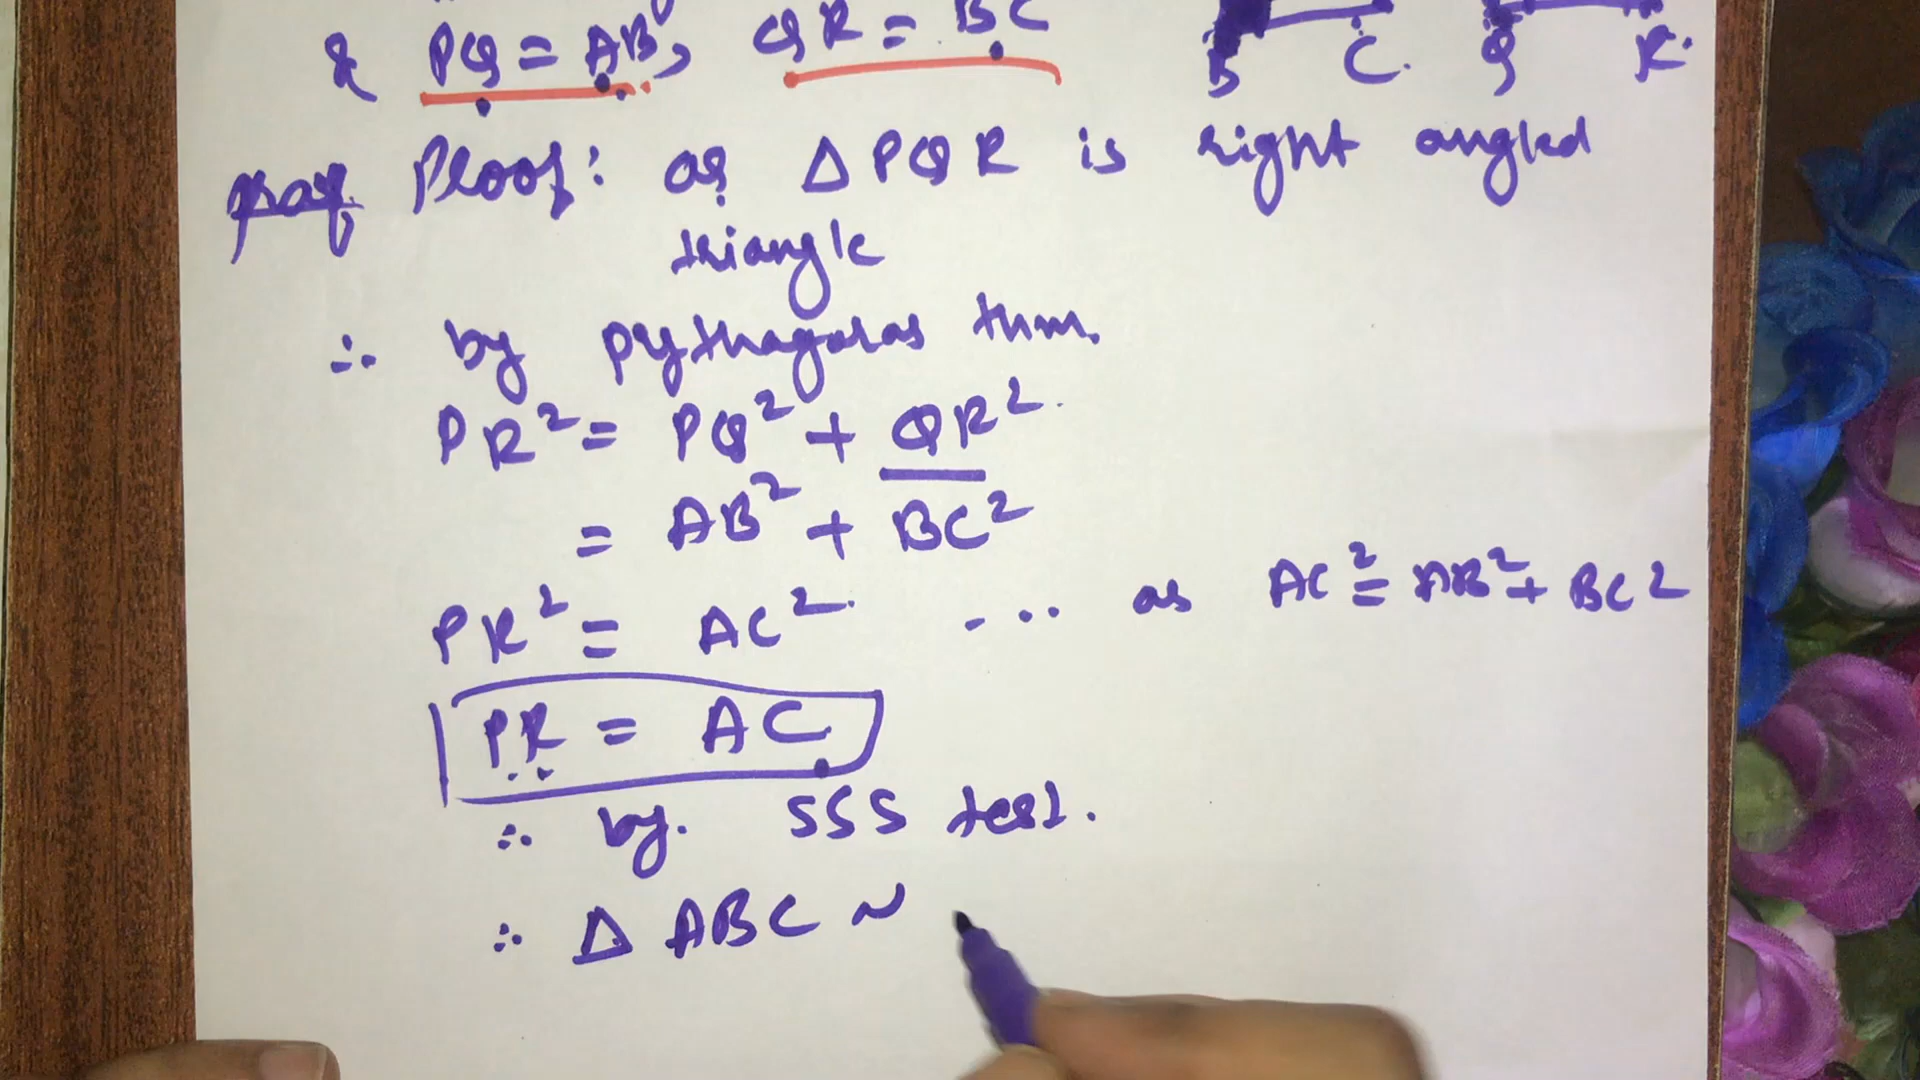 & PQ = AB, QR = BC
B C. Q R.
Proof: as △PQR is right angled
triangle
∴ by pythagoras thm.
PR² = PQ² + QR².
= AB² + BC²
PR² = AC². ... as AC² = AB² + BC²
PR = AC
∴ by. SSS test.
∴ △ ABC ~